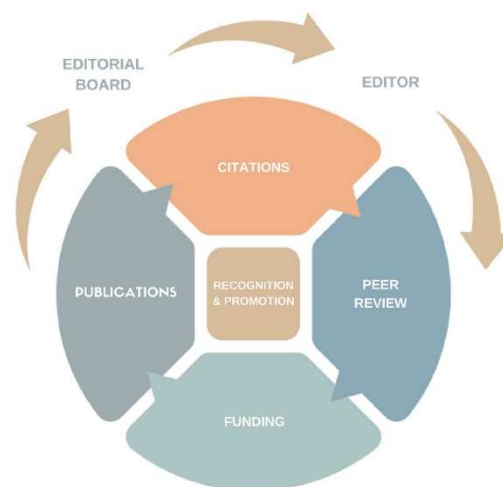 EDITORIAL
BOARD
EDITOR
CITATIONS
PUBLICATIONS
RECOGNITION
& PROMOTION
PEER
REVIEW
FUNDING